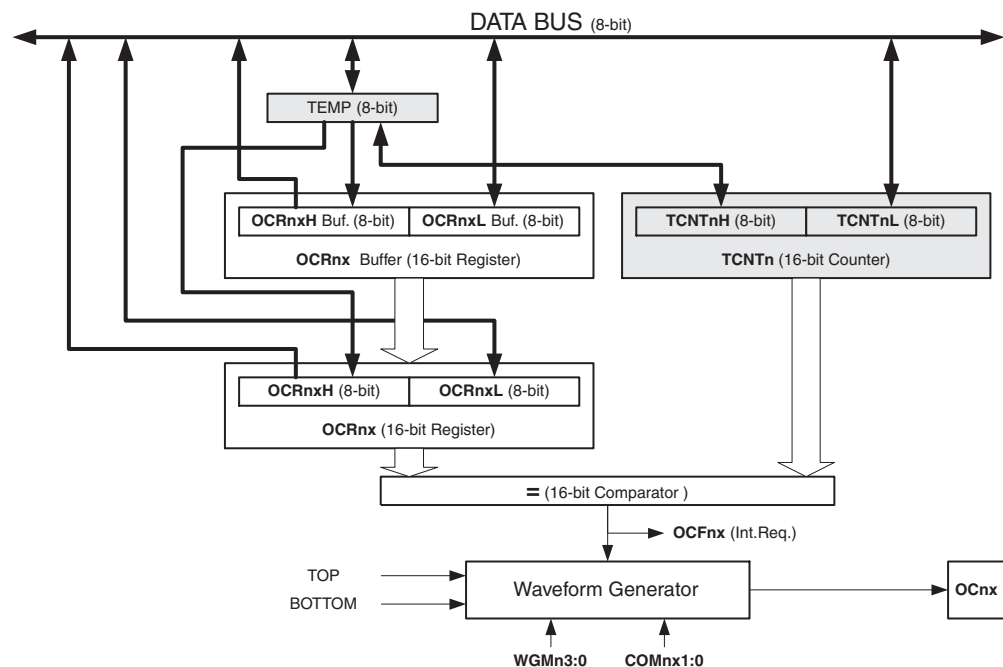 DATA BUS (8-bit)
TEMP (8-bit)
OCRnxH Buf. (8-bit) OCRnxL Buf. (8-bit)
OCRnx Buffer (16-bit Register)
TCNTnH (8-bit) TCNTnL (8-bit)
TCNTn (16-bit Counter)
OCRnxH (8-bit) OCRnxL (8-bit)
OCRnx (16-bit Register)
= (16-bit Comparator )
OCFnx (Int.Req.)
TOP
BOTTOM
Waveform Generator
OCnx
WGMn3:0 COMnx1:0